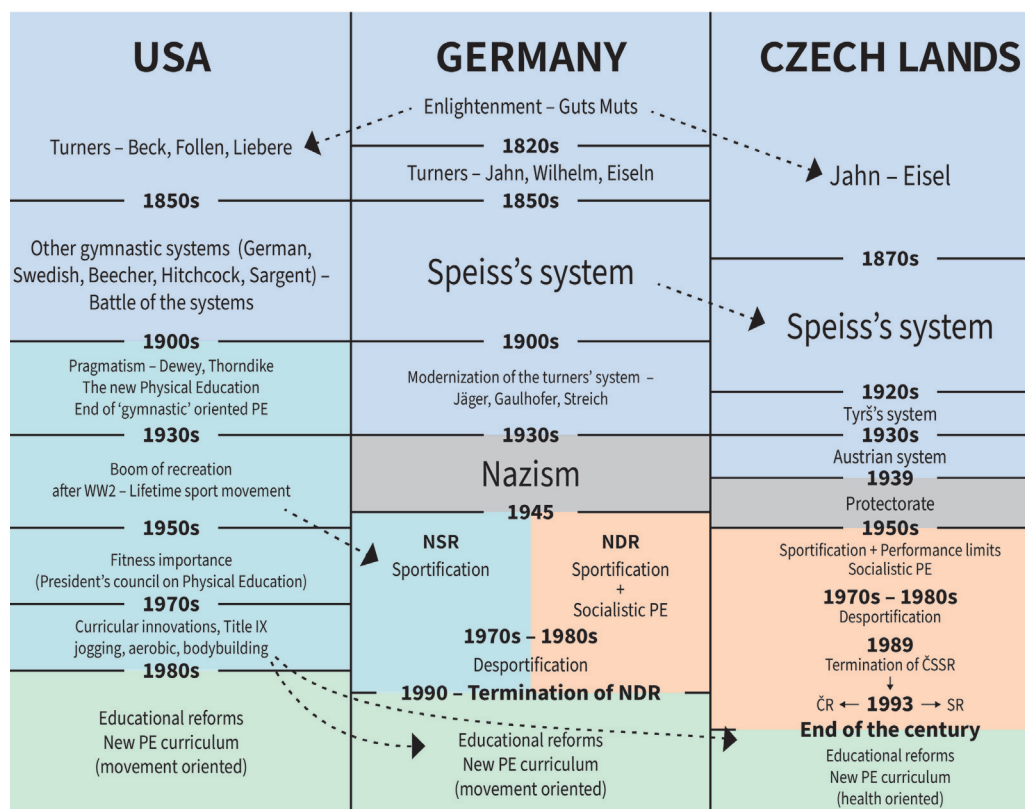 USA
Turners – Beck, Follen, Liebere
1850s
Other gymnastic systems (German,
Swedish, Beecher, Hitchcock, Sargent) –
Battle of the systems
1900s
Pragmatism – Dewey, Thorndike
The new Physical Education
End of ‘gymnastic’ oriented PE
1930s
Boom of recreation
after WW2 – Lifetime sport movement
1950s
Fitness importance
(President’s council on Physical Education)
1970s
Curricular innovations, Title IX
jogging, aerobic, bodybuilding
1980s
Educational reforms
New PE curriculum
(movement oriented)
GERMANY
Enlightenment – Guts Muts
1820s
Turners – Jahn, Wilhelm, Eiseln
1850s
Speiss’s system
1900s
Modernization of the turners’ system –
Jäger, Gaulhofer, Streich
1930s
Nazism
1945
NSR
Sportification
NDR
Sportification
+
Socialistic PE
1970s – 1980s
Desportification
1990 – Termination of NDR
Educational reforms
New PE curriculum
(movement oriented)
CZECH LANDS
Jahn – Eisel
1870s
Speiss’s system
1920s
Tyrš’s system
1930s
Austrian system
1939
Protectorate
1950s
Sportification + Performance limits
Socialistic PE
1970s – 1980s
Desportification
1989
Termination of ČSSR
ČR ← 1993 → SR
End of the century
Educational reforms
New PE curriculum
(health oriented)